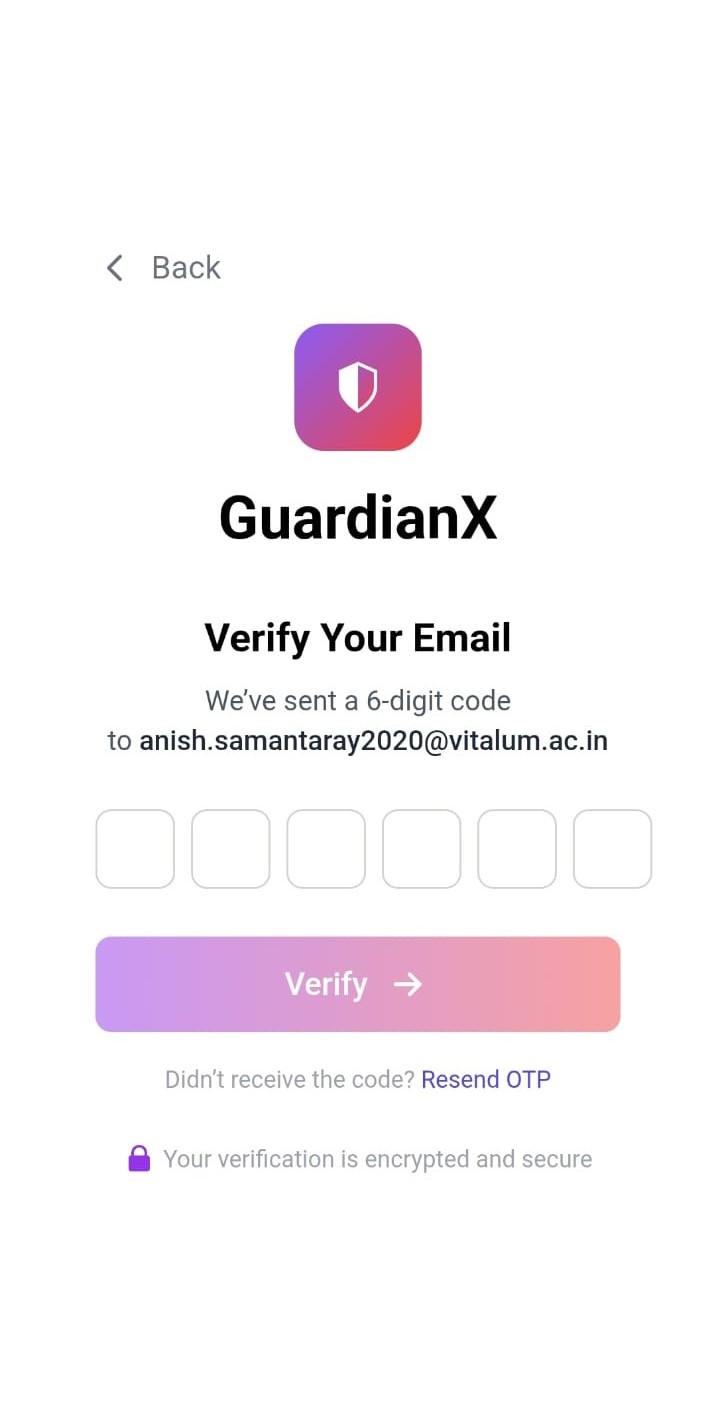 Back
GuardianX
Verify Your Email
We’ve sent a 6-digit code
to anish.samantaray2020@vitalum.ac.in
Verify →
Didn’t receive the code? Resend OTP
Your verification is encrypted and secure